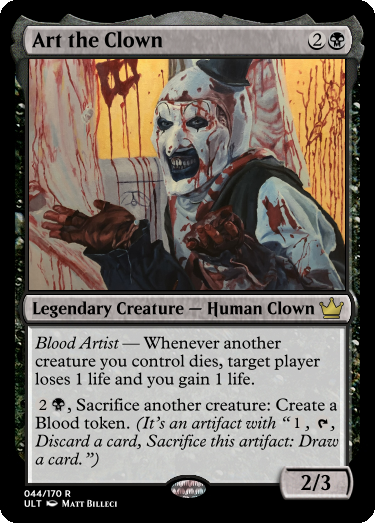 Art the Clown 2
Legendary Creature — Human Clown
Blood Artist — Whenever another
creature you control dies, target player
loses 1 life and you gain 1 life.
2 , Sacrifice another creature: Create a
Blood token. (It's an artifact with “1, ,
Discard a card, Sacrifice this artifact: Draw
a card.”)
2/3
044/170 R
ULT Matt Billeci